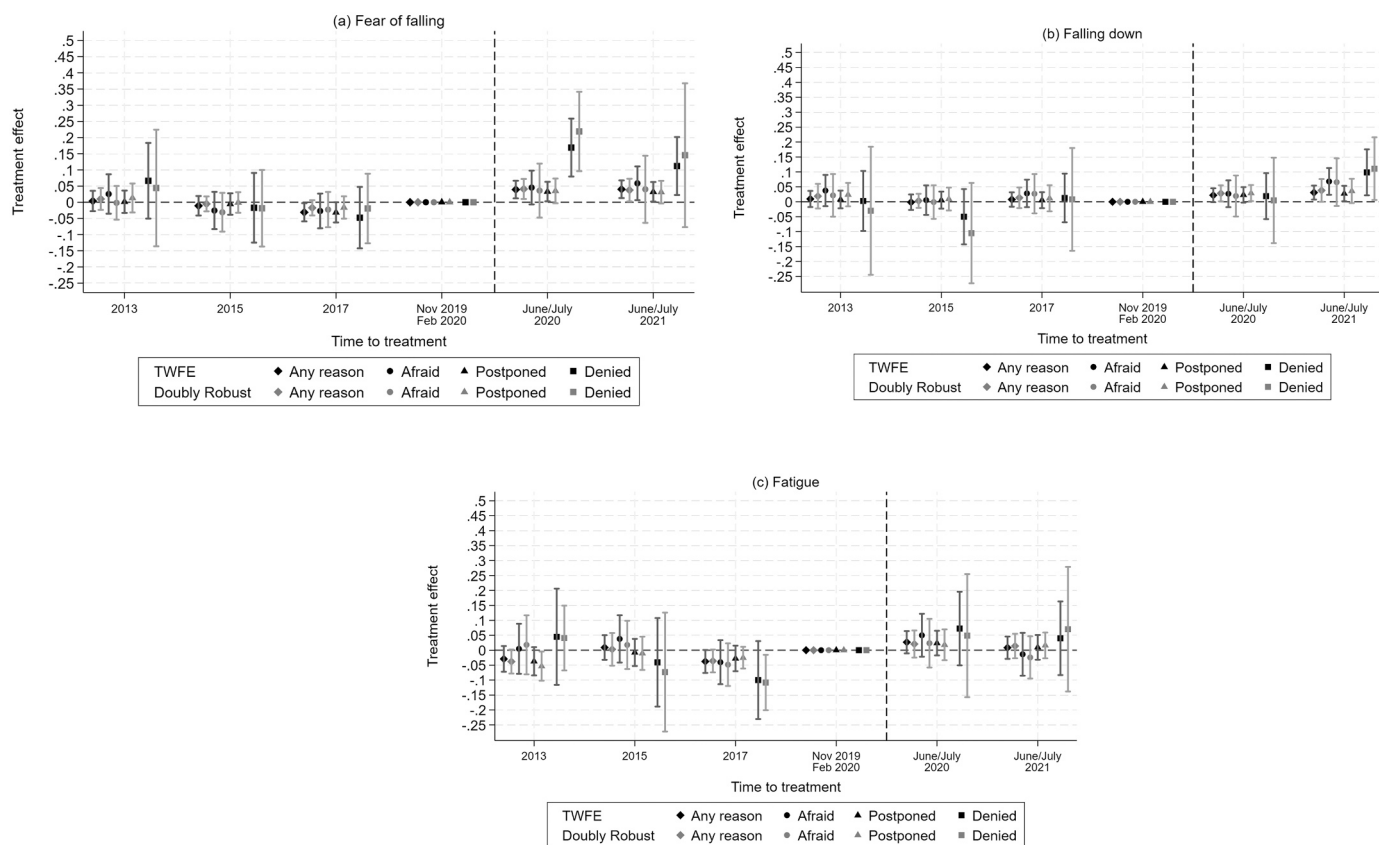 (a) Fear of falling
.5
.45
.4
.35
.3
.25
.2
.15
.1
.05
0
-.05
-.1
-.15
-.2
-.25
Treatment effect
2013
2015
2017
Nov 2019
Feb 2020
June/July
2020
June/July
2021
Time to treatment
TWFE Any reason Afraid Postponed Denied
Doubly Robust Any reason Afraid Postponed Denied
(b) Falling down
.5
.45
.4
.35
.3
.25
.2
.15
.1
.05
0
-.05
-.1
-.15
-.2
-.25
Treatment effect
2013
2015
2017
Nov 2019
Feb 2020
June/July
2020
June/July
2021
Time to treatment
TWFE Any reason Afraid Postponed Denied
Doubly Robust Any reason Afraid Postponed Denied
(c) Fatigue
.5
.45
.4
.35
.3
.25
.2
.15
.1
.05
0
-.05
-.1
-.15
-.2
-.25
Treatment effect
2013
2015
2017
Nov 2019
Feb 2020
June/July
2020
June/July
2021
Time to treatment
TWFE Any reason Afraid Postponed Denied
Doubly Robust Any reason Afraid Postponed Denied